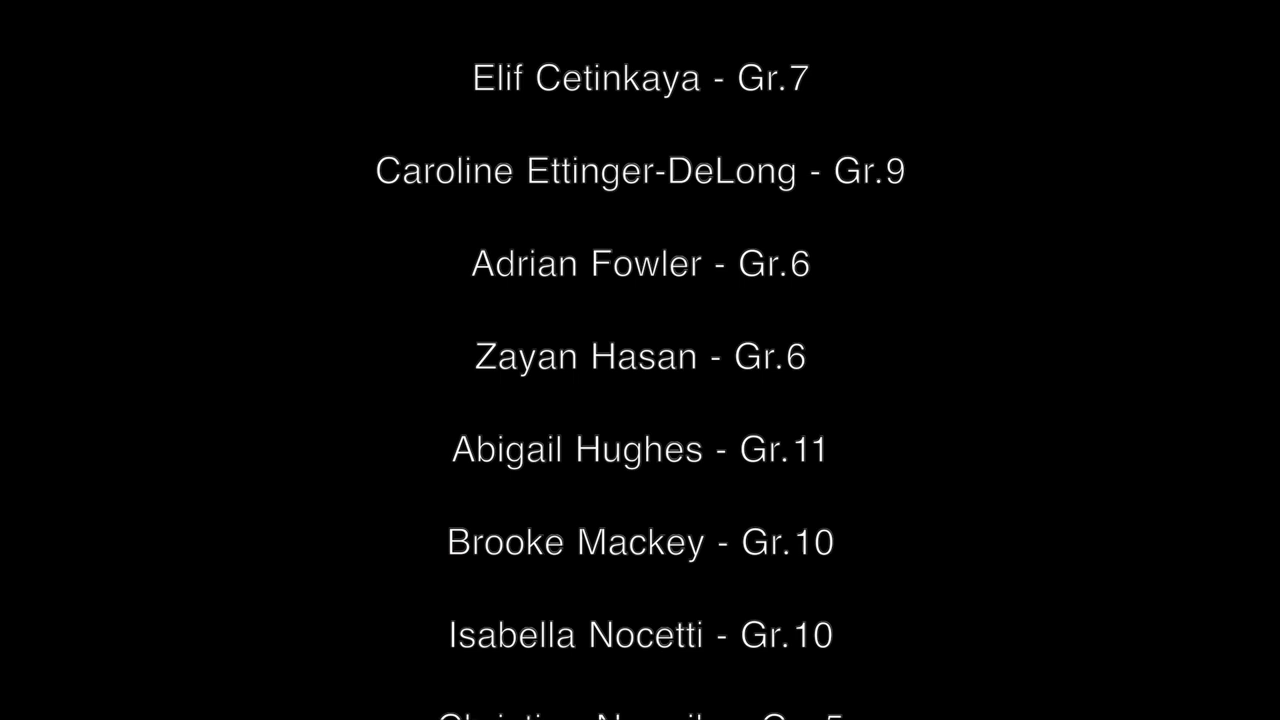 Elif Cetinkaya - Gr.7
Caroline Ettinger-DeLong - Gr.9
Adrian Fowler - Gr.6
Zayan Hasan - Gr.6
Abigail Hughes - Gr.11
Brooke Mackey - Gr.10
Isabella Nocetti - Gr.10